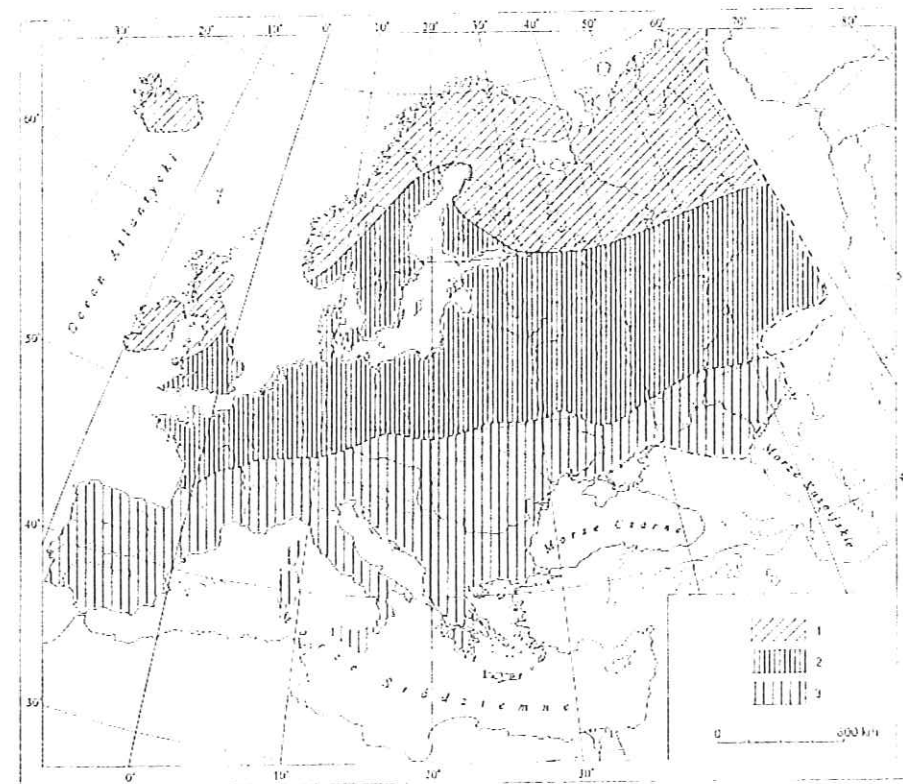 30° 20° 10° 0° 10° 20° 30° 40° 50° 60° 70° 80°
60°
Ocean Atlantycki
50°
40°
Morze Czarne
Morze Kaspijskie
Morze Śródziemne
1
2
3
0 600 km
30°
0° 10° 20° 30°